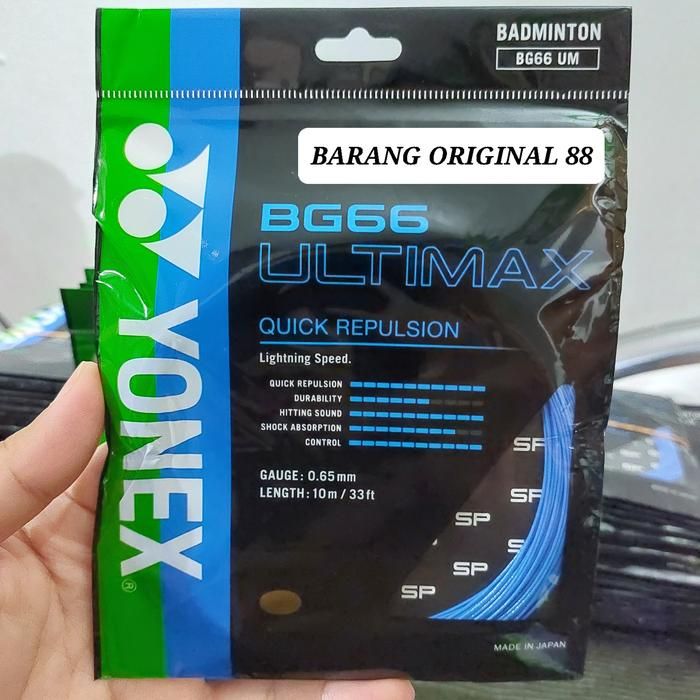 BADMINTON
BG66 UM
BARANG ORIGINAL 88
YONEX®
BG66
ULTIMAX
QUICK REPULSION
Lightning Speed.
QUICK REPULSION
DURABILITY
HITTING SOUND
SHOCK ABSORPTION
CONTROL
GAUGE: 0.65mm
LENGTH: 10m / 33ft
SP
SP
SP
SP
SP
MADE IN JAPAN